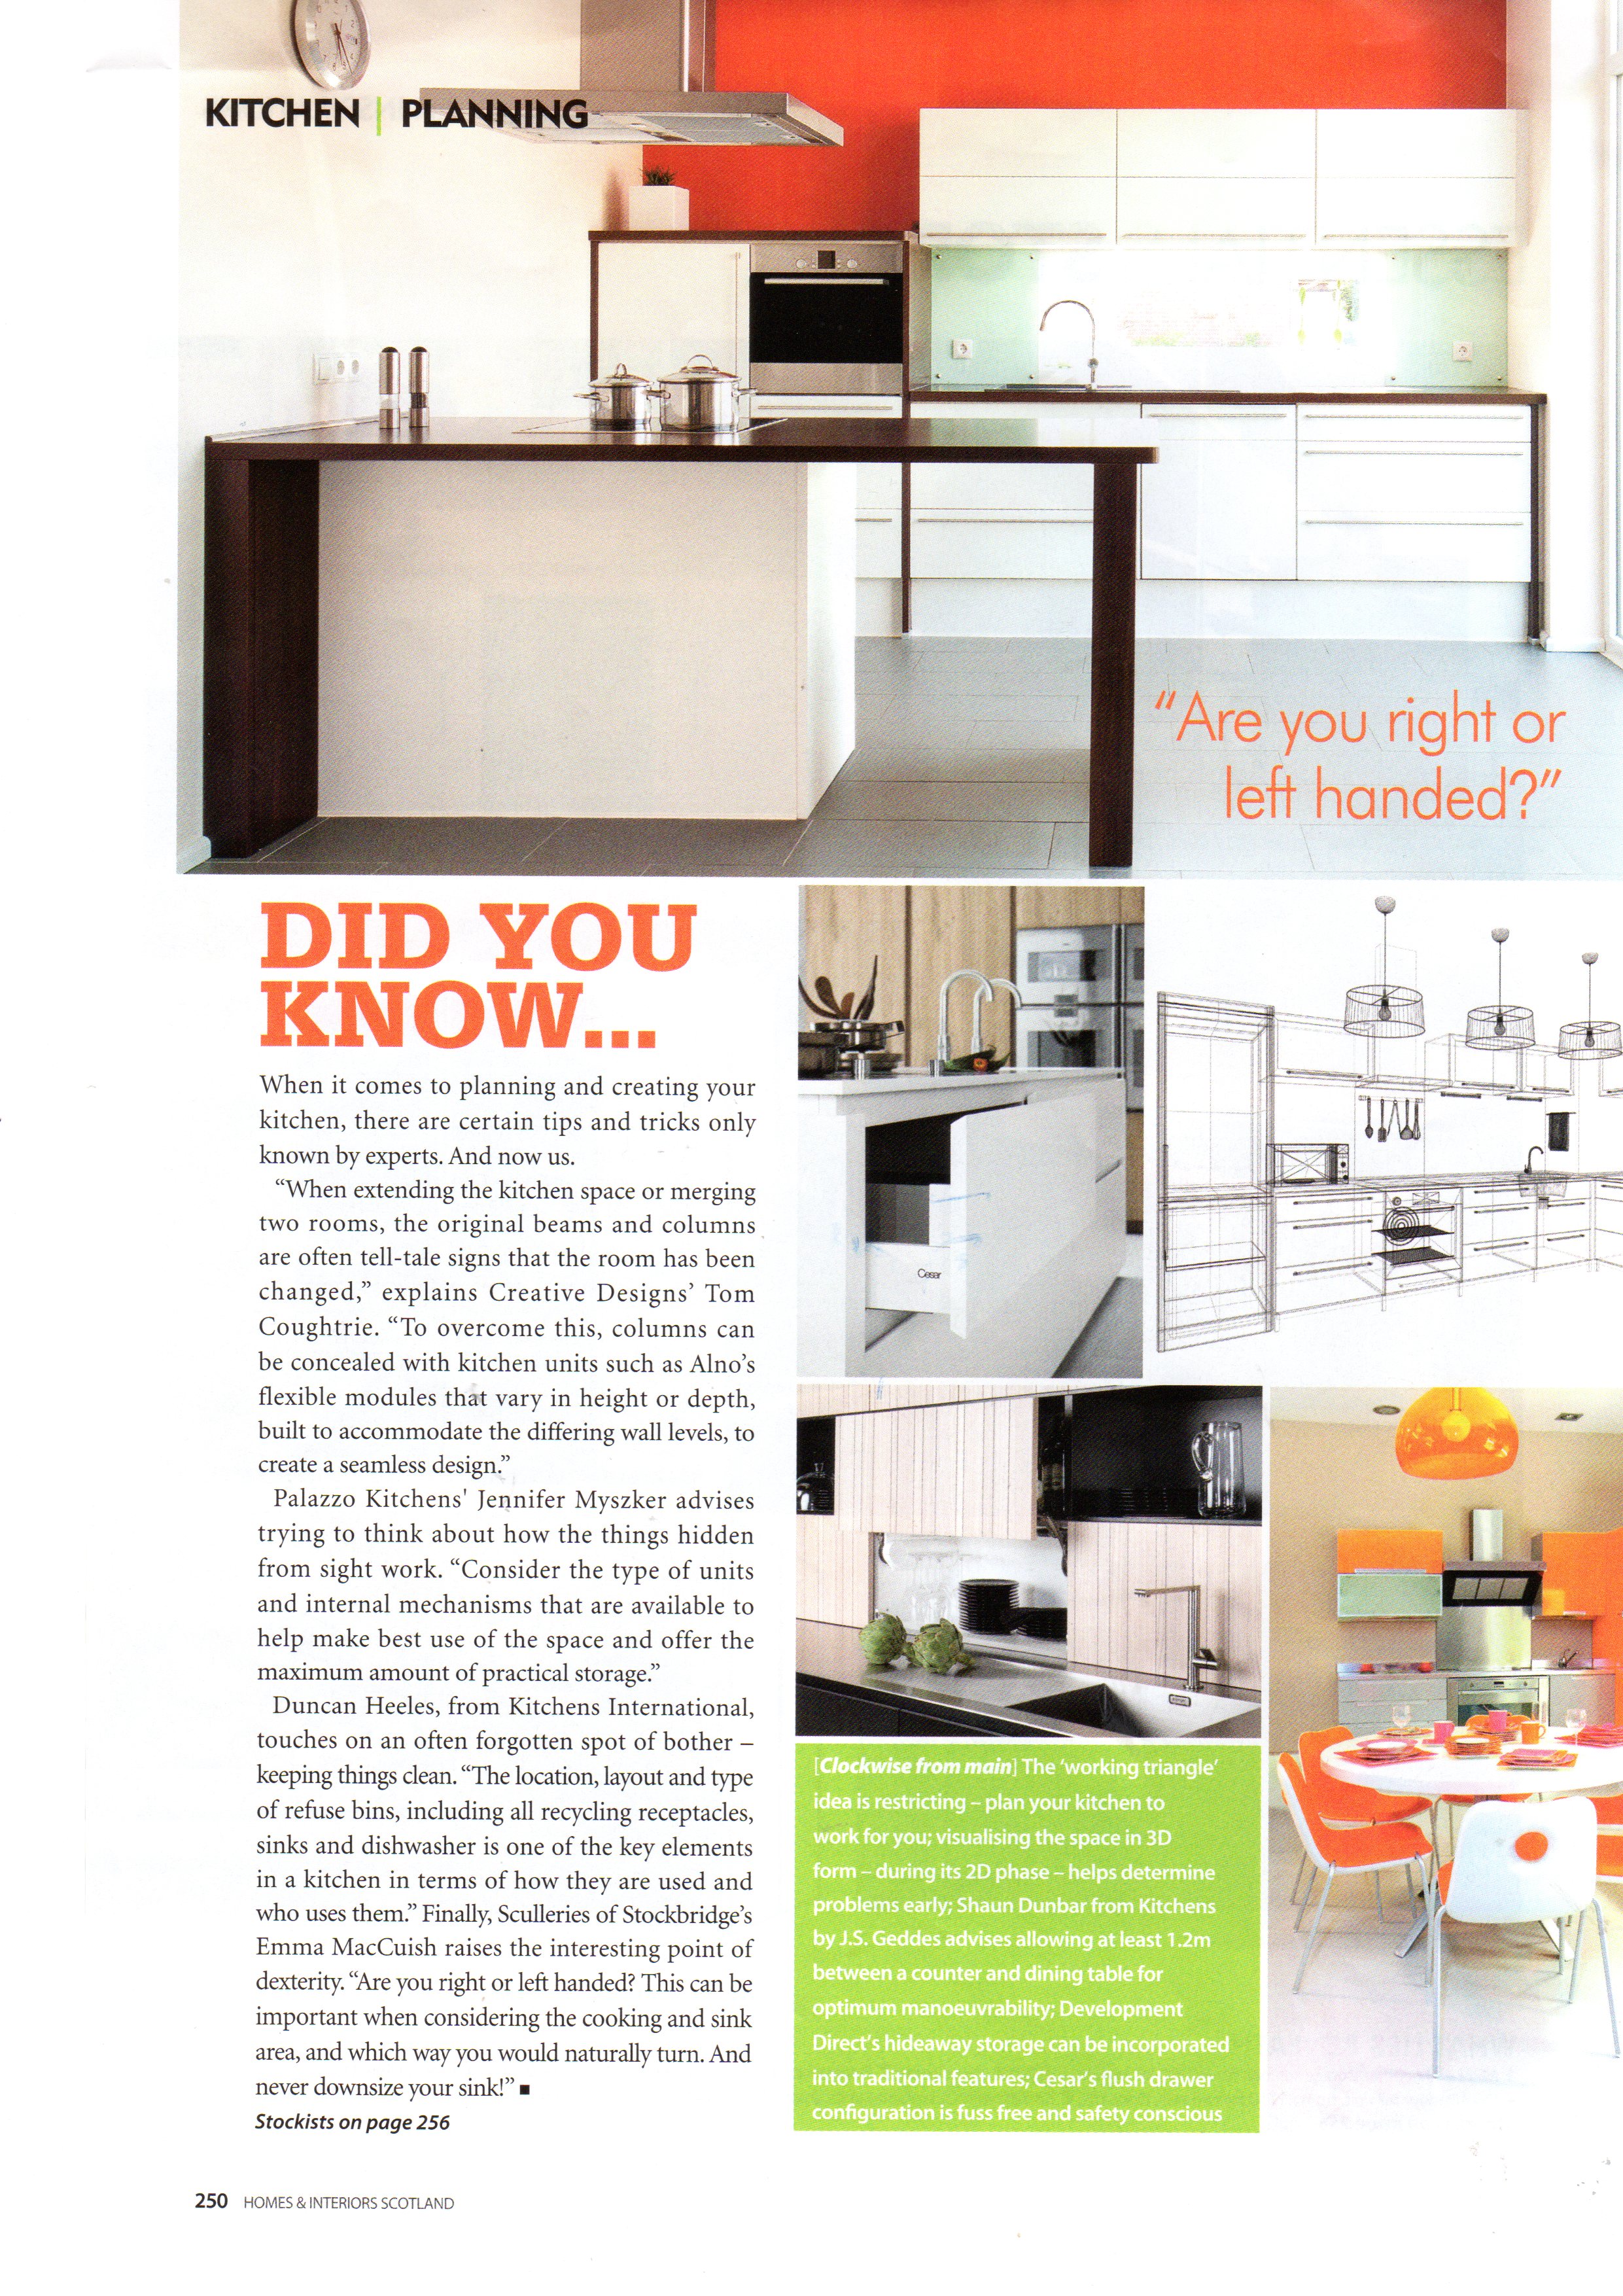 KITCHEN | PLANNING
“Are you right or
left handed?”
DID YOU
KNOW...
When it comes to planning and creating your
kitchen, there are certain tips and tricks only
known by experts. And now us.
“When extending the kitchen space or merging
two rooms, the original beams and columns
are often tell-tale signs that the room has been
changed,” explains Creative Designs’ Tom
Coughtrie. “To overcome this, columns can
be concealed with kitchen units such as Alno’s
flexible modules that vary in height or depth,
built to accommodate the differing wall levels, to
create a seamless design.”
Palazzo Kitchens' Jennifer Myszker advises
trying to think about how the things hidden
from sight work. “Consider the type of units
and internal mechanisms that are available to
help make best use of the space and offer the
maximum amount of practical storage.”
Duncan Heeles, from Kitchens International,
touches on an often forgotten spot of bother –
keeping things clean. “The location, layout and type
of refuse bins, including all recycling receptacles,
sinks and dishwasher is one of the key elements
in a kitchen in terms of how they are used and
who uses them.” Finally, Sculleries of Stockbridge’s
Emma MacCuish raises the interesting point of
dexterity. “Are you right or left handed? This can be
important when considering the cooking and sink
area, and which way you would naturally turn. And
never downsize your sink!” ■
Stockists on page 256
Cesar
[Clockwise from main] The ‘working triangle’
idea is restricting – plan your kitchen to
work for you; visualising the space in 3D
form – during its 2D phase – helps determine
problems early; Shaun Dunbar from Kitchens
by J.S. Geddes advises allowing at least 1.2m
between a counter and dining table for
optimum manoeuvrability; Development
Direct’s hideaway storage can be incorporated
into traditional features; Cesar’s flush drawer
configuration is fuss free and safety conscious
250 HOMES & INTERIORS SCOTLAND